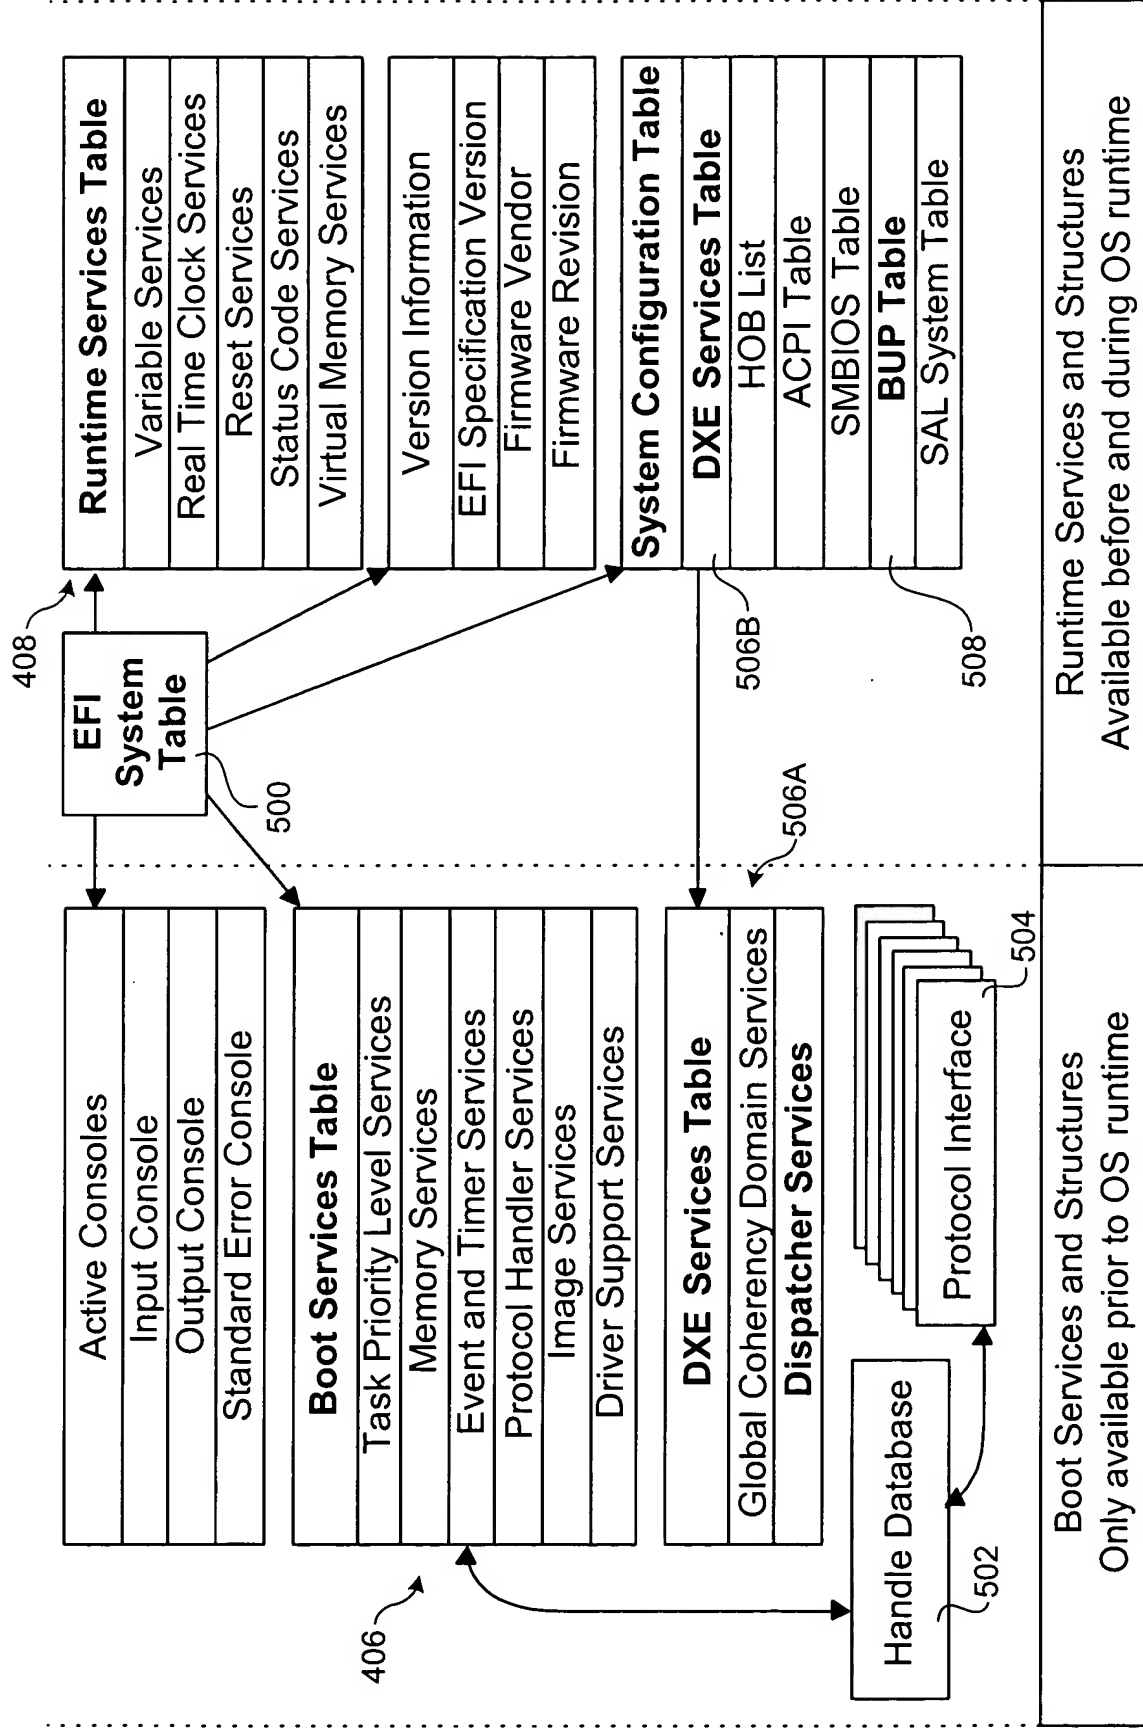 EFI
System
Table
500
Active Consoles
Input Console
Output Console
Standard Error Console
406
Boot Services Table
Task Priority Level Services
Memory Services
Event and Timer Services
Protocol Handler Services
Image Services
Driver Support Services
506A
DXE Services Table
Global Coherency Domain Services
Dispatcher Services
Handle Database
502
Protocol Interface
504
Boot Services and Structures
Only available prior to OS runtime
408
Runtime Services Table
Variable Services
Real Time Clock Services
Reset Services
Status Code Services
Virtual Memory Services
Version Information
EFI Specification Version
Firmware Vendor
Firmware Revision
System Configuration Table
DXE Services Table
HOB List
ACPI Table
SMBIOS Table
BUP Table
SAL System Table
506B
508
Runtime Services and Structures
Available before and during OS runtime